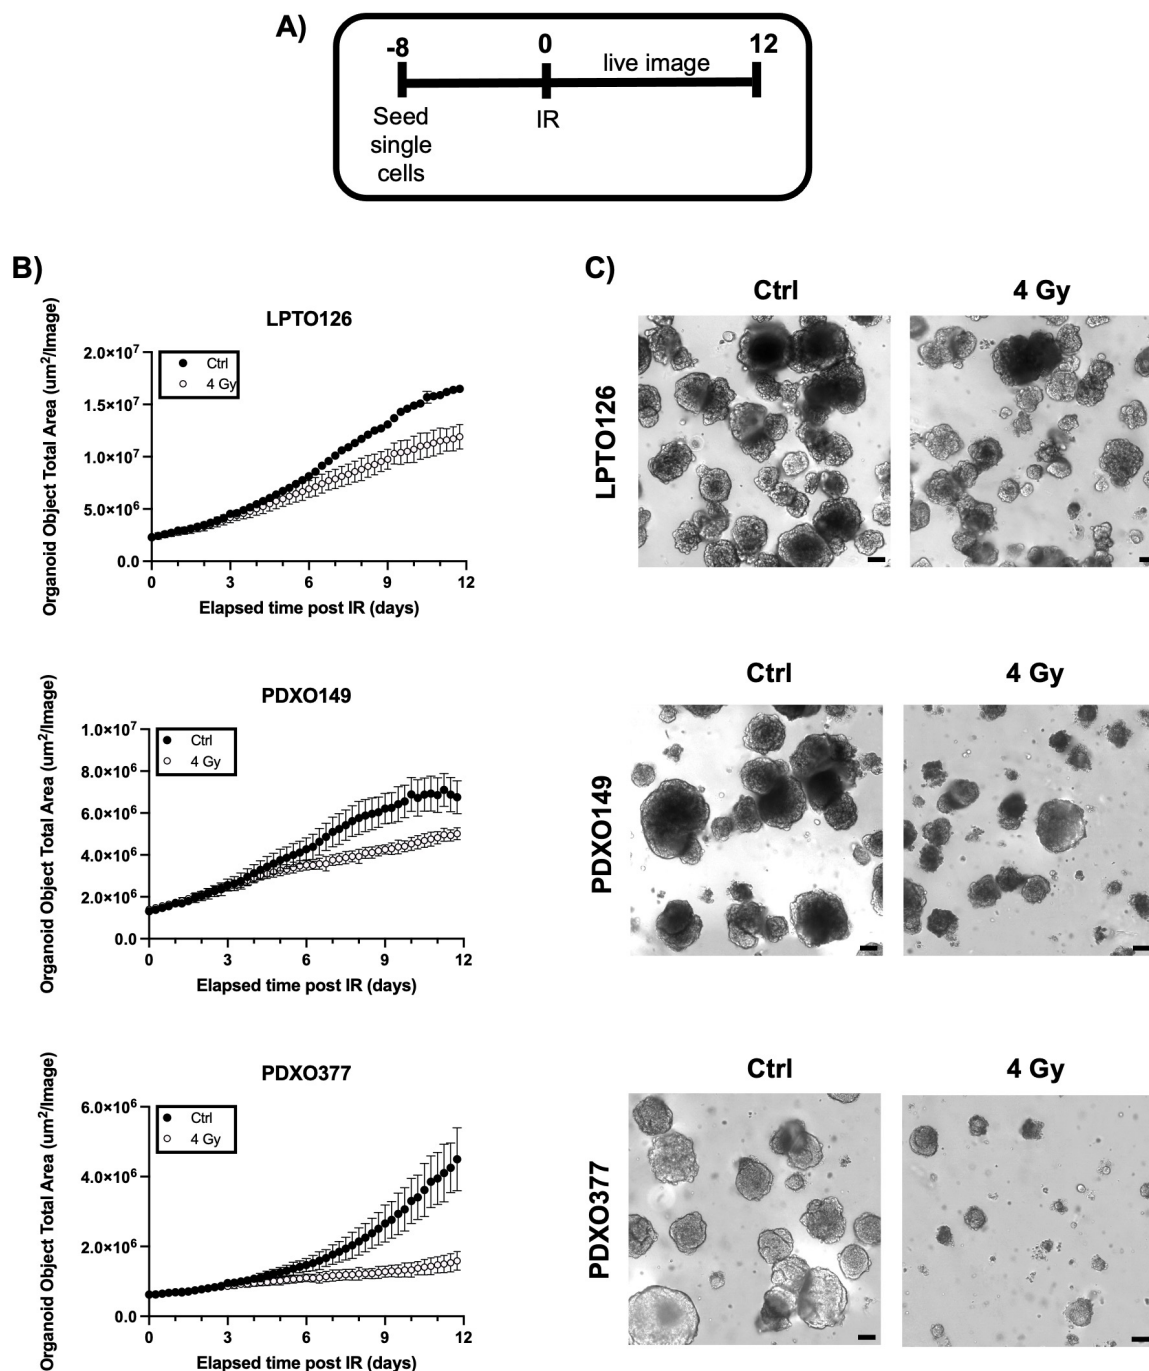 A)
-8
0
12
live image
Seed
single
cells
IR
B)
LPTO126
Organoid Object Total Area (um²/Image)
2.0×10⁷
1.5×10⁷
1.0×10⁷
5.0×10⁶
0.0
Ctrl
4 Gy
0 3 6 9 12
Elapsed time post IR (days)
PDXO149
Organoid Object Total Area (um²/Image)
1.0×10⁷
8.0×10⁶
6.0×10⁶
4.0×10⁶
2.0×10⁶
0.0
Ctrl
4 Gy
0 3 6 9 12
Elapsed time post IR (days)
PDXO377
Organoid Object Total Area (um²/Image)
6.0×10⁶
4.0×10⁶
2.0×10⁶
0.0
Ctrl
4 Gy
0 3 6 9 12
Elapsed time post IR (days)
C)
Ctrl 4 Gy
LPTO126
Ctrl 4 Gy
PDXO149
Ctrl 4 Gy
PDXO377